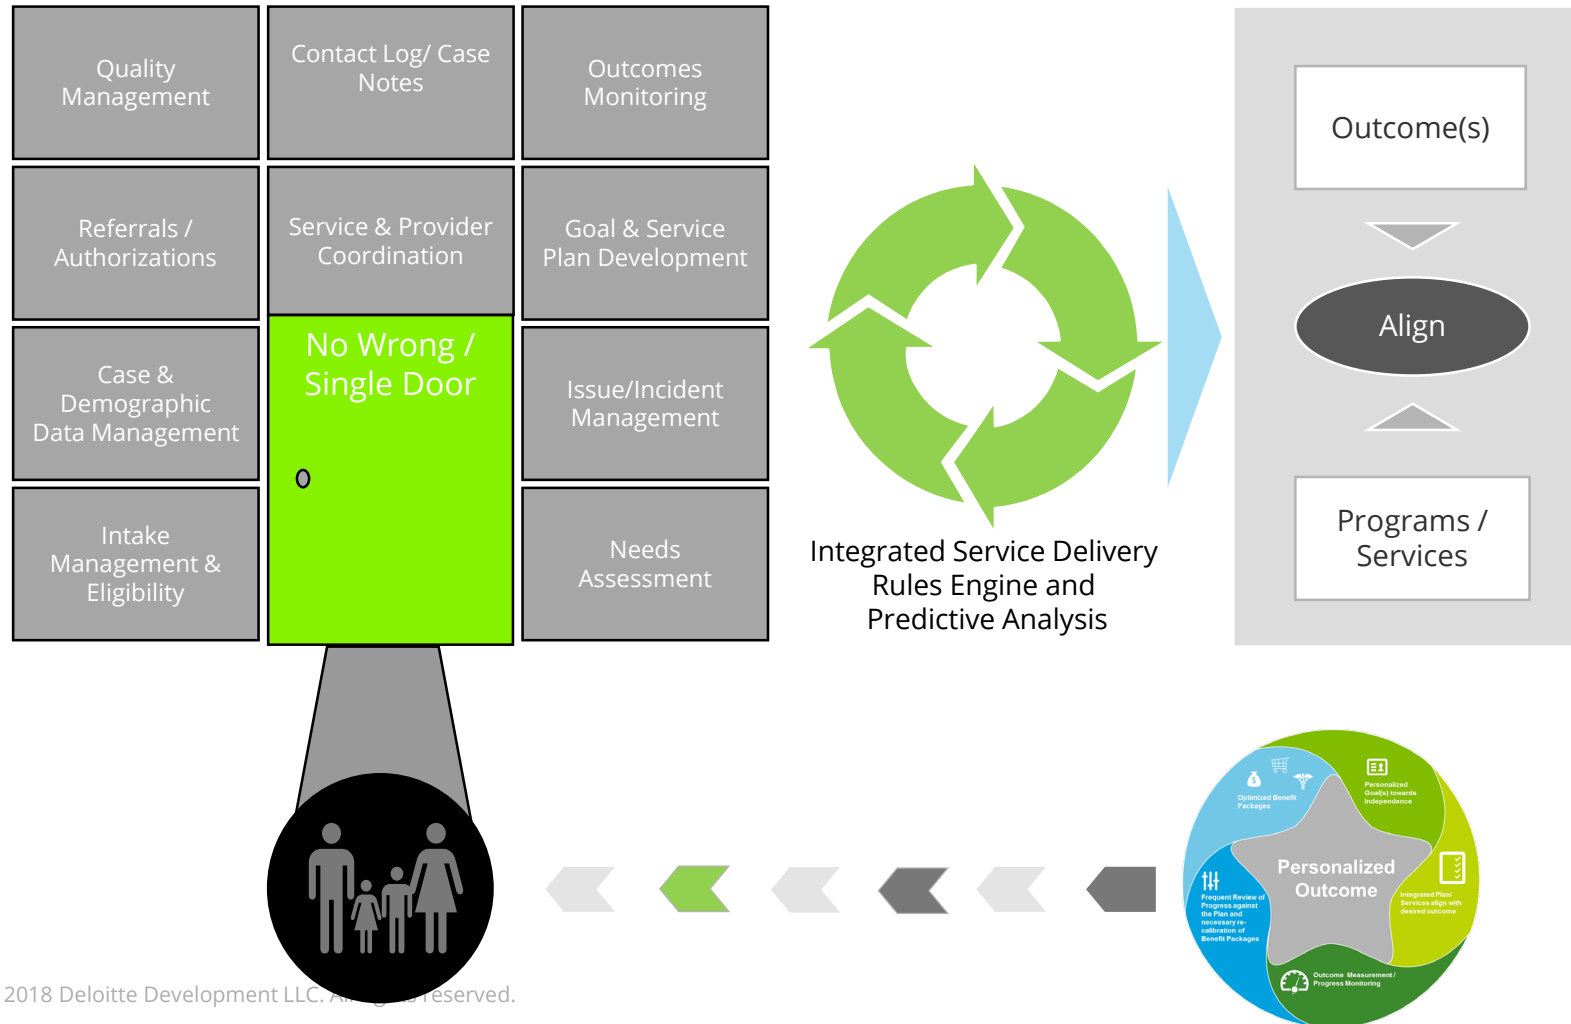 Quality
Management
Contact Log/ Case
Notes
Outcomes
Monitoring
Referrals /
Authorizations
Service & Provider
Coordination
Goal & Service
Plan Development
Case &
Demographic
Data Management
No Wrong /
Single Door
Issue/Incident
Management
Intake
Management &
Eligibility
Needs
Assessment
Integrated Service Delivery
Rules Engine and
Predictive Analysis
Outcome(s)
Align
Programs /
Services
Optimized Benefit
Packages
Personalized
Goal(s) towards
Independence
Personalized
Outcome
Integrated Plan/
Services align with
desired outcome
Frequent Review of
Progress against
the Plan and
necessary re-
calibration of
Benefit Packages
Outcome Measurement /
Progress Monitoring
2018 Deloitte Development LLC. reserved.